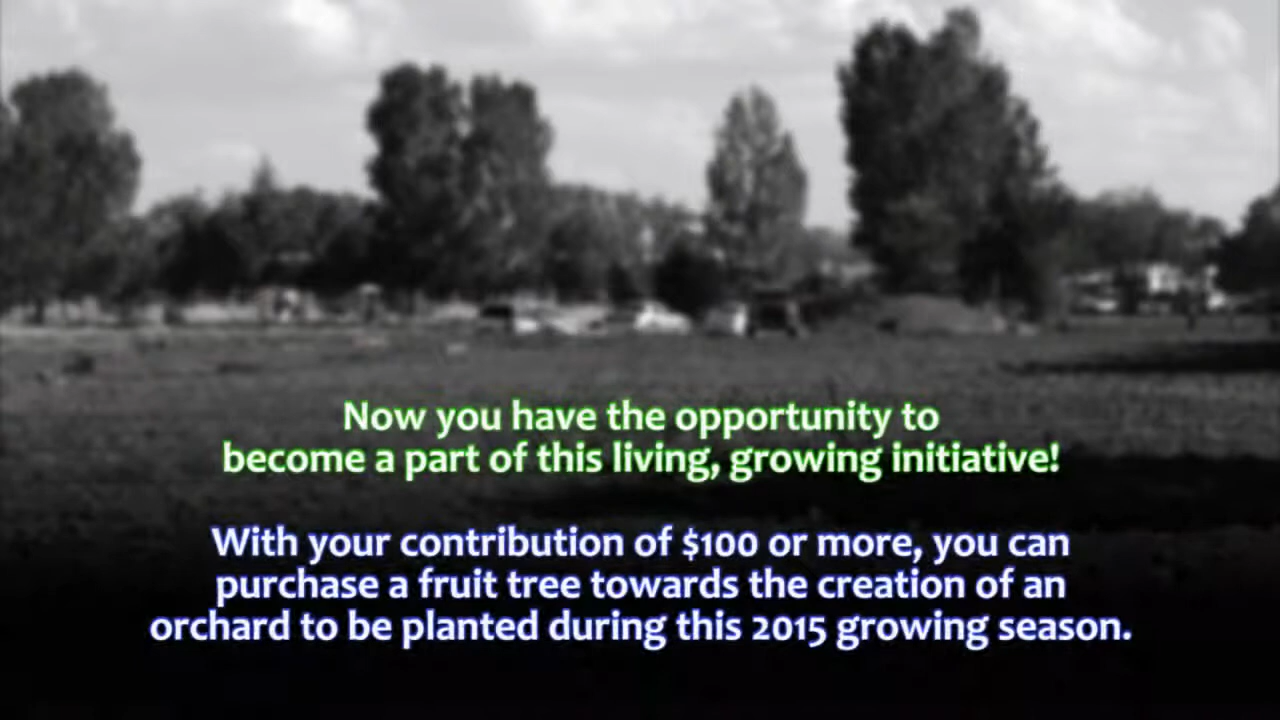 Now you have the opportunity to
become a part of this living, growing initiative!
With your contribution of $100 or more, you can
purchase a fruit tree towards the creation of an
orchard to be planted during this 2015 growing season.